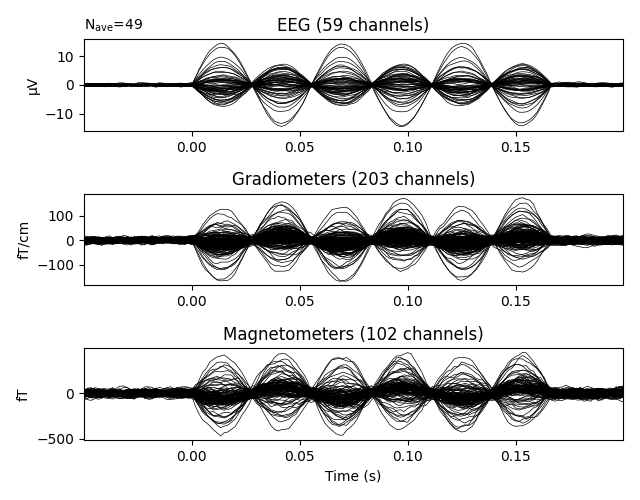 Nave=49
EEG (59 channels)
10
0
−10
µV
0.00 0.05 0.10 0.15
Gradiometers (203 channels)
100
0
−100
fT/cm
0.00 0.05 0.10 0.15
Magnetometers (102 channels)
0
−500
fT
0.00 0.05 0.10 0.15
Time (s)